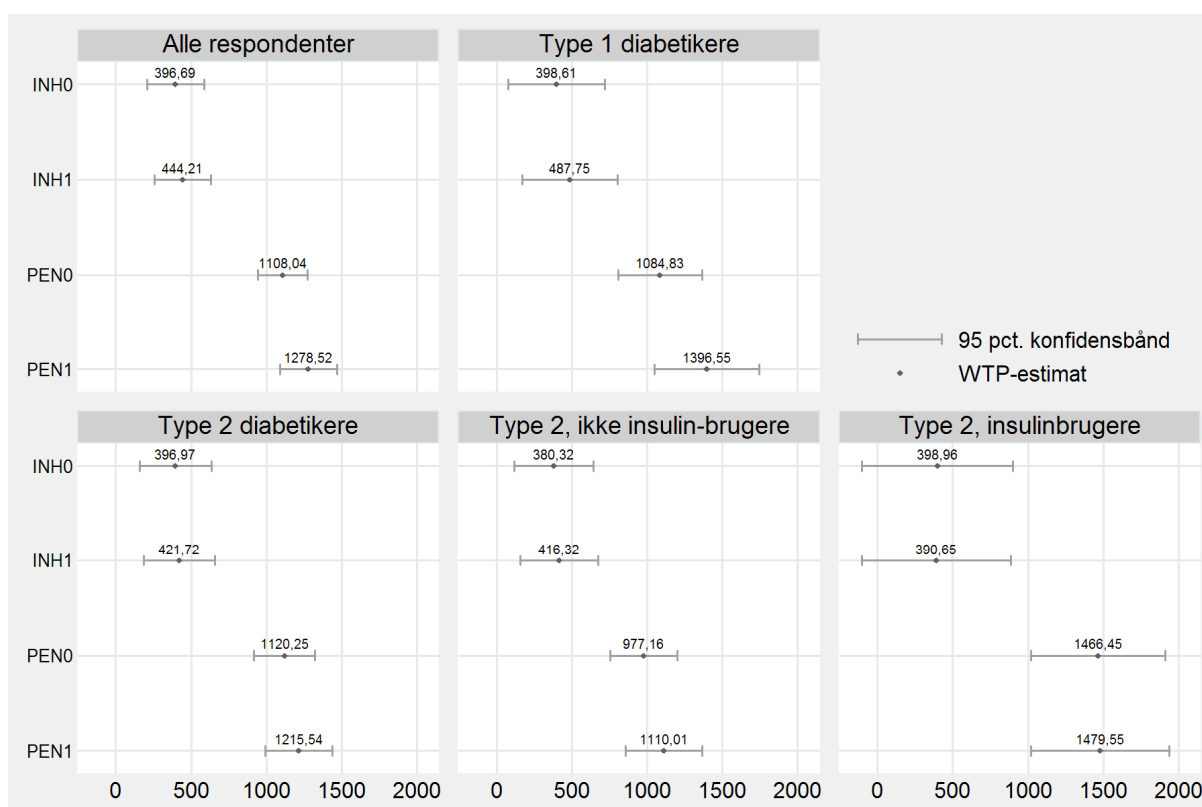 Alle respondenter
Type 1 diabetikere
INH0
396,69
398,61
INH1
444,21
487,75
PEN0
1108,04
1084,83
PEN1
1278,52
1396,55
95 pct. konfidensbånd
WTP-estimat
Type 2 diabetikere
Type 2, ikke insulin-brugere
Type 2, insulinbrugere
INH0
396,97
380,32
398,96
INH1
421,72
416,32
390,65
PEN0
1120,25
977,16
1466,45
PEN1
1215,54
1110,01
1479,55
0 500 1000 1500 2000
0 500 1000 1500 2000
0 500 1000 1500 2000